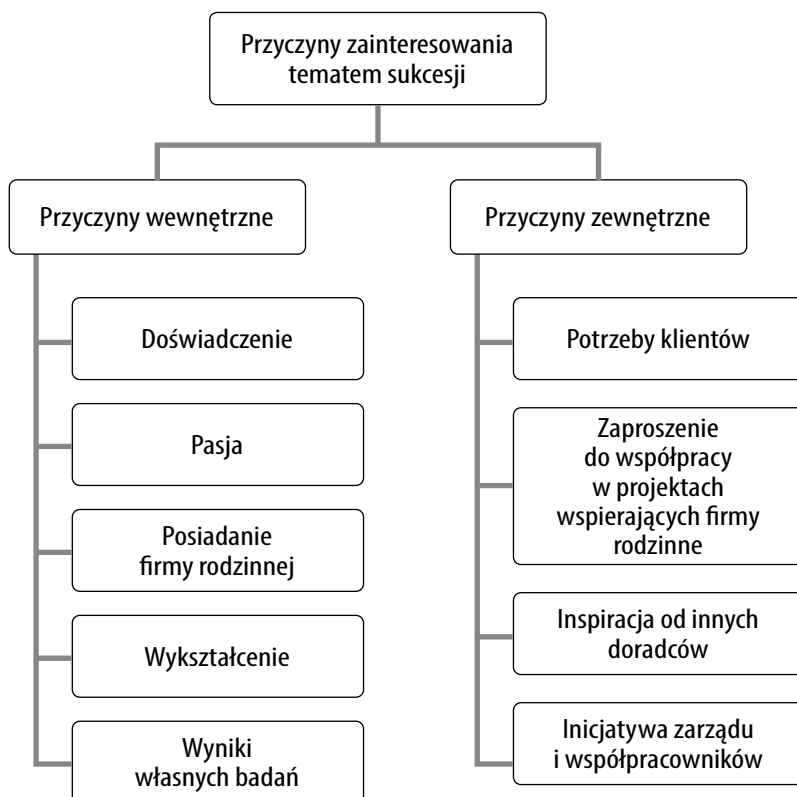 Przyczyny zainteresowania
tematem sukcesji
Przyczyny wewnętrzne
Doświadczenie
Pasja
Posiadanie
firmy rodzinnej
Wykształcenie
Wyniki
własnych badań
Przyczyny zewnętrzne
Potrzeby klientów
Zaproszenie
do współpracy
w projektach
wspierających firmy
rodzinne
Inspiracja od innych
doradców
Inicjatywa zarządu
i współpracowników